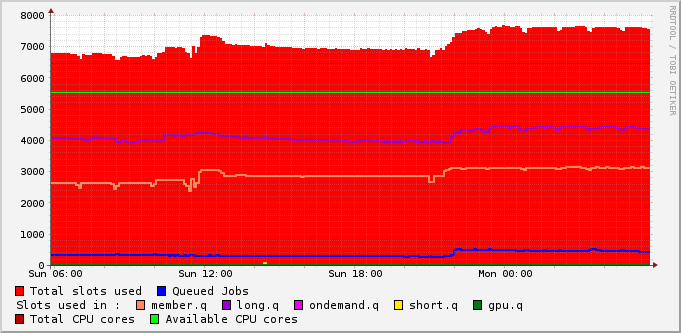 8000
7000
6000
5000
4000
3000
2000
1000
0
Sun 06:00 Sun 12:00 Sun 18:00 Mon 00:00
Total slots used Queued Jobs
Slots used in : member.q long.q ondemand.q short.q gpu.q
Total CPU cores Available CPU cores
RRDTOOL / TOBI OETIKER